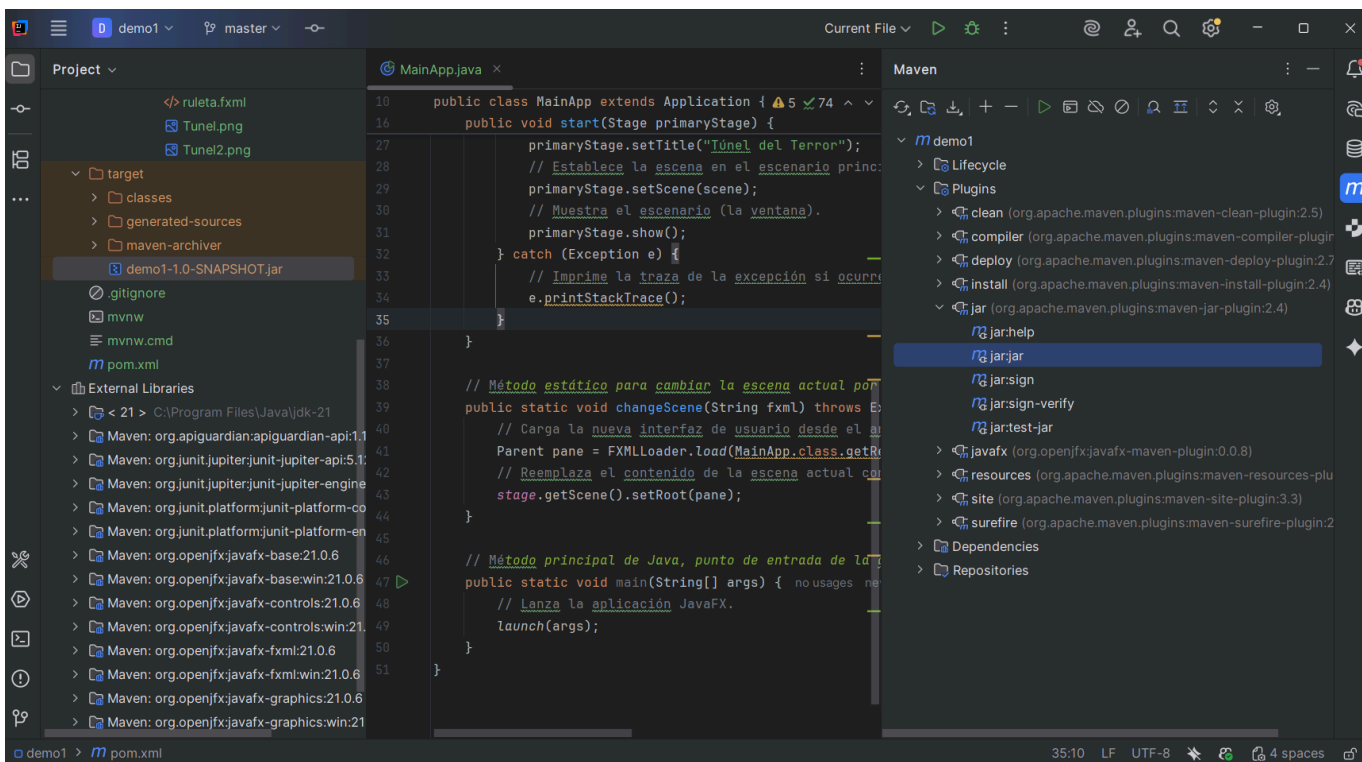 D demo1 master Current File
Project
</> ruleta.fxml
Tunel.png
Tunel2.png
target
classes
generated-sources
maven-archiver
demo1-1.0-SNAPSHOT.jar
.gitignore
mvnw
mvnw.cmd
m pom.xml
External Libraries
< 21 > C:\Program Files\Java\jdk-21
Maven: org.apiguardian:apiguardian-api:1.1
Maven: org.junit.jupiter:junit-jupiter-api:5.1
Maven: org.junit.jupiter:junit-jupiter-engine
Maven: org.junit.platform:junit-platform-co
Maven: org.junit.platform:junit-platform-en
Maven: org.openjfx:javafx-base:21.0.6
Maven: org.openjfx:javafx-base:win:21.0.6
Maven: org.openjfx:javafx-controls:21.0.6
Maven: org.openjfx:javafx-controls:win:21.
Maven: org.openjfx:javafx-fxml:21.0.6
Maven: org.openjfx:javafx-fxml:win:21.0.6
Maven: org.openjfx:javafx-graphics:21.0.6
Maven: org.openjfx:javafx-graphics:win:21
MainApp.java
10 public class MainApp extends Application { 5 74
16 public void start(Stage primaryStage) {
27 primaryStage.setTitle("Túnel del Terror");
28 // Establece la escena en el escenario princi
29 primaryStage.setScene(scene);
30 // Muestra el escenario (la ventana).
31 primaryStage.show();
32 } catch (Exception e) {
33 // Imprime la traza de la excepción si ocurre
34 e.printStackTrace();
35 }
36 }
37
38 // Método estático para cambiar la escena actual por
39 public static void changeScene(String fxml) throws Ex
40 // Carga la nueva interfaz de usuario desde el ar
41 Parent pane = FXMLLoader.load(MainApp.class.getRe
42 // Reemplaza el contenido de la escena actual con
43 stage.getScene().setRoot(pane);
44 }
45
46 // Método principal de Java, punto de entrada de la
47 public static void main(String[] args) { no usages ne
48 // Lanza la aplicación JavaFX.
49 launch(args);
50 }
51 }
Maven
m demo1
Lifecycle
Plugins
clean (org.apache.maven.plugins:maven-clean-plugin:2.5)
compiler (org.apache.maven.plugins:maven-compiler-plugin
deploy (org.apache.maven.plugins:maven-deploy-plugin:2.7
install (org.apache.maven.plugins:maven-install-plugin:2.4)
jar (org.apache.maven.plugins:maven-jar-plugin:2.4)
jar:help
jar:jar
jar:sign
jar:sign-verify
jar:test-jar
javafx (org.openjfx:javafx-maven-plugin:0.0.8)
resources (org.apache.maven.plugins:maven-resources-plu
site (org.apache.maven.plugins:maven-site-plugin:3.3)
surefire (org.apache.maven.plugins:maven-surefire-plugin:2
Dependencies
Repositories
demo1 > m pom.xml 35:10 LF UTF-8 4 spaces